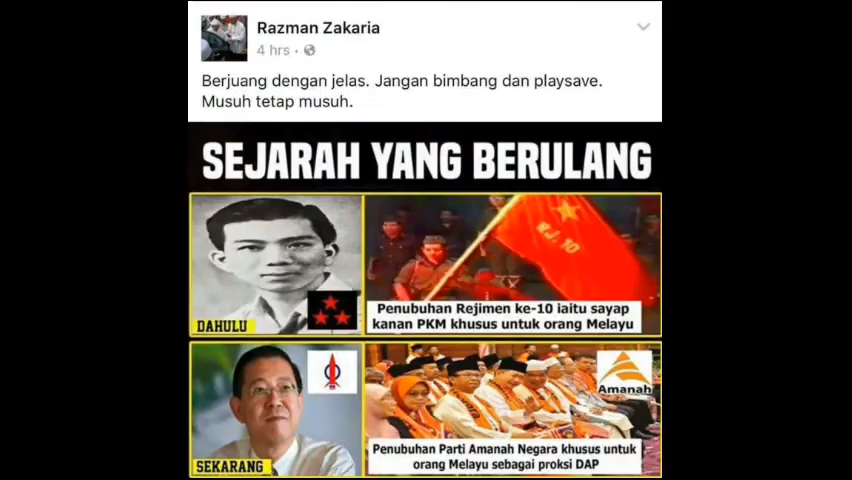 Razman Zakaria
4 hrs
Berjuang dengan jelas. Jangan bimbang dan playsave.
Musuh tetap musuh.
SEJARAH YANG BERULANG
DAHULU
RJ. 10
Penubuhan Rejimen ke-10 iaitu sayap
kanan PKM khusus untuk orang Melayu
SEKARANG
Amanah
Penubuhan Parti Amanah Negara khusus untuk
orang Melayu sebagai proksi DAP